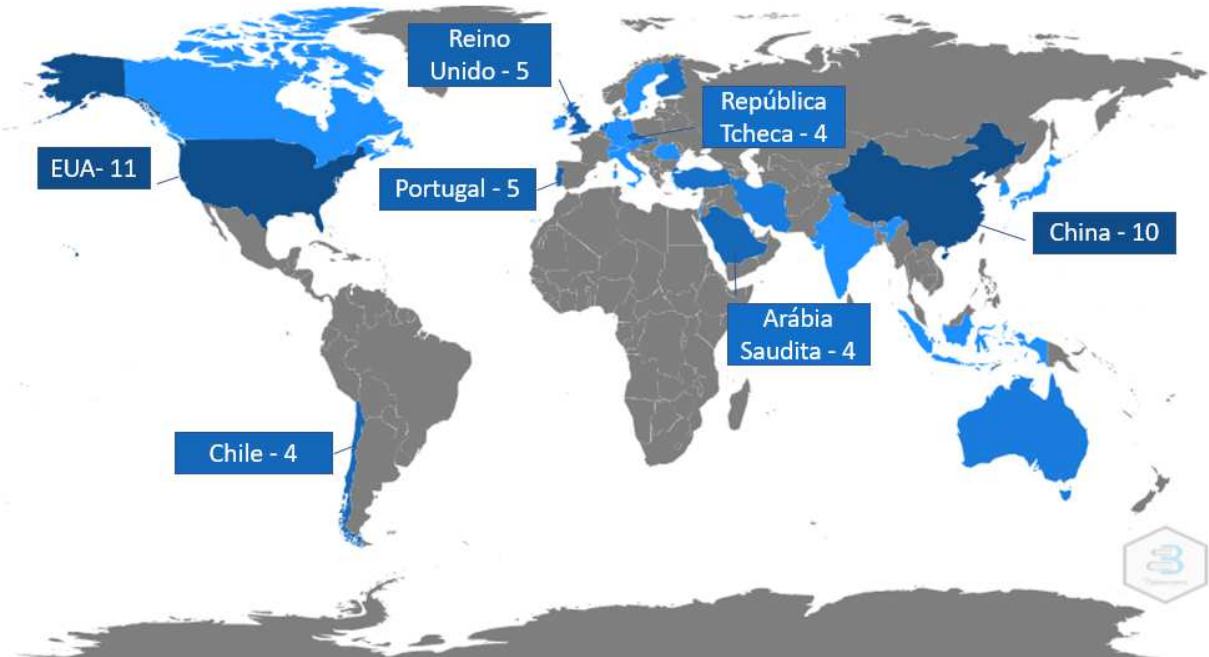 Reino
Unido - 5
República
Tcheca - 4
EUA- 11
Portugal - 5
China - 10
Arábia
Saudita - 4
Chile - 4